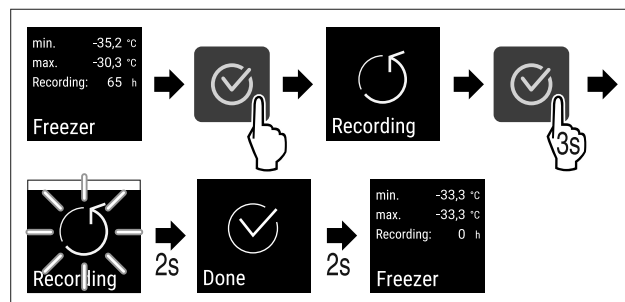 min. -35,2 °C
max. -30,3 °C
Recording: 65 h
Freezer
Recording
3s
Recording
2s
Done
2s
min. -33,3 °C
max. -33,3 °C
Recording: 0 h
Freezer